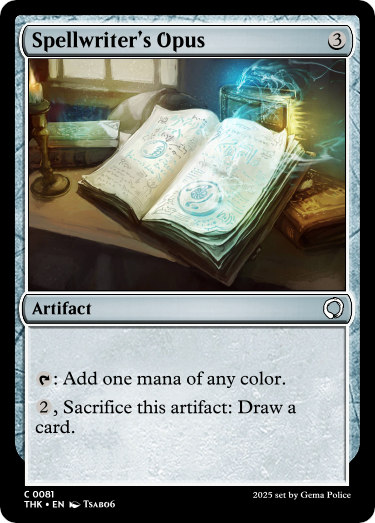 Spellwriter's Opus 3
Artifact
: Add one mana of any color.
2, Sacrifice this artifact: Draw a
card.
C 0081
THK • EN Tsabo6
2025 set by Gema Police